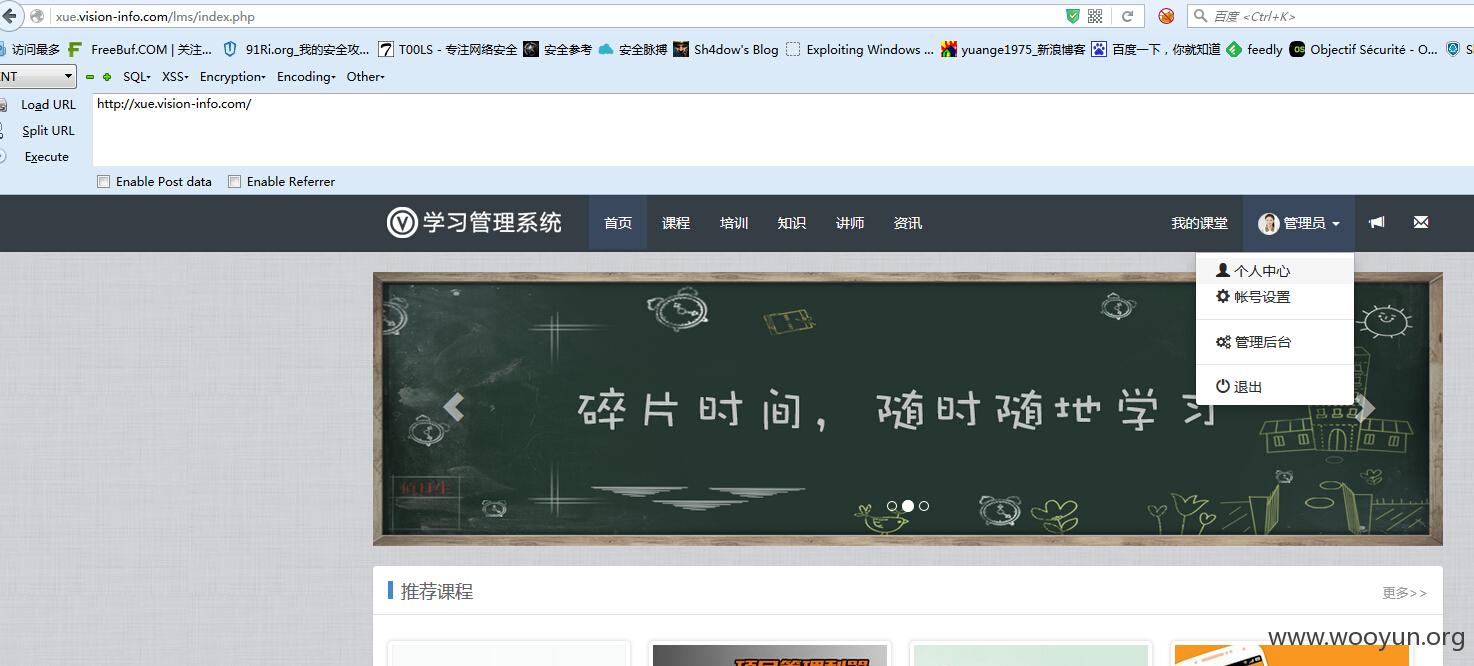 xue.vision-info.com/lms/index.php 百度 <Ctrl+K>
访问最多 FreeBuf.COM | 关注... 91Ri.org_我的安全攻... T00LS - 专注网络安全 安全参考 安全脉搏 Sh4dow's Blog Exploiting Windows ... yuange1975_新浪博客 百度一下，你就知道 feedly Objectif Sécurité - O...
NT SQL XSS Encryption Encoding Other
Load URL http://xue.vision-info.com/
Split URL
Execute
Enable Post data Enable Referrer
学习管理系统 首页 课程 培训 知识 讲师 资讯 我的课堂 管理员
个人中心
帐号设置
管理后台
退出
碎片时间，随时随地学习
值日生
推荐课程 更多>>
项目管理利器
www.wooyun.org